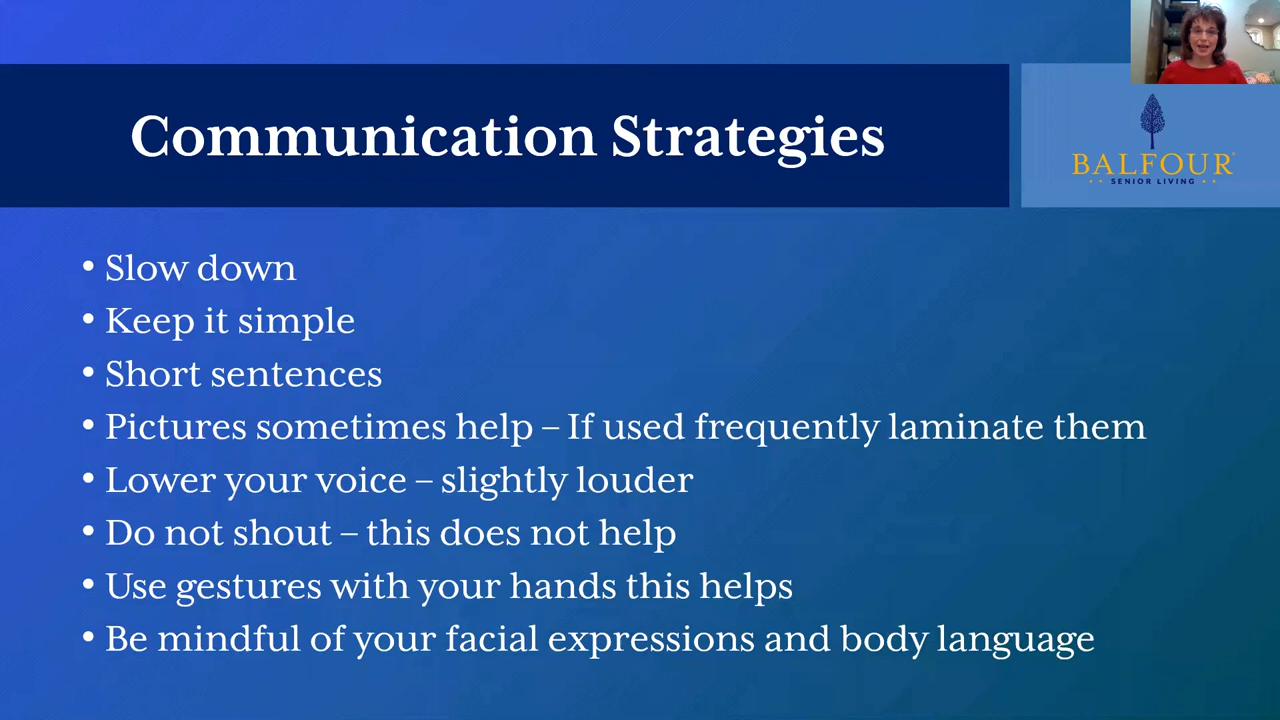 Communication Strategies
BALFOUR
SENIOR LIVING
• Slow down
• Keep it simple
• Short sentences
• Pictures sometimes help – If used frequently laminate them
• Lower your voice – slightly louder
• Do not shout – this does not help
• Use gestures with your hands this helps
• Be mindful of your facial expressions and body language